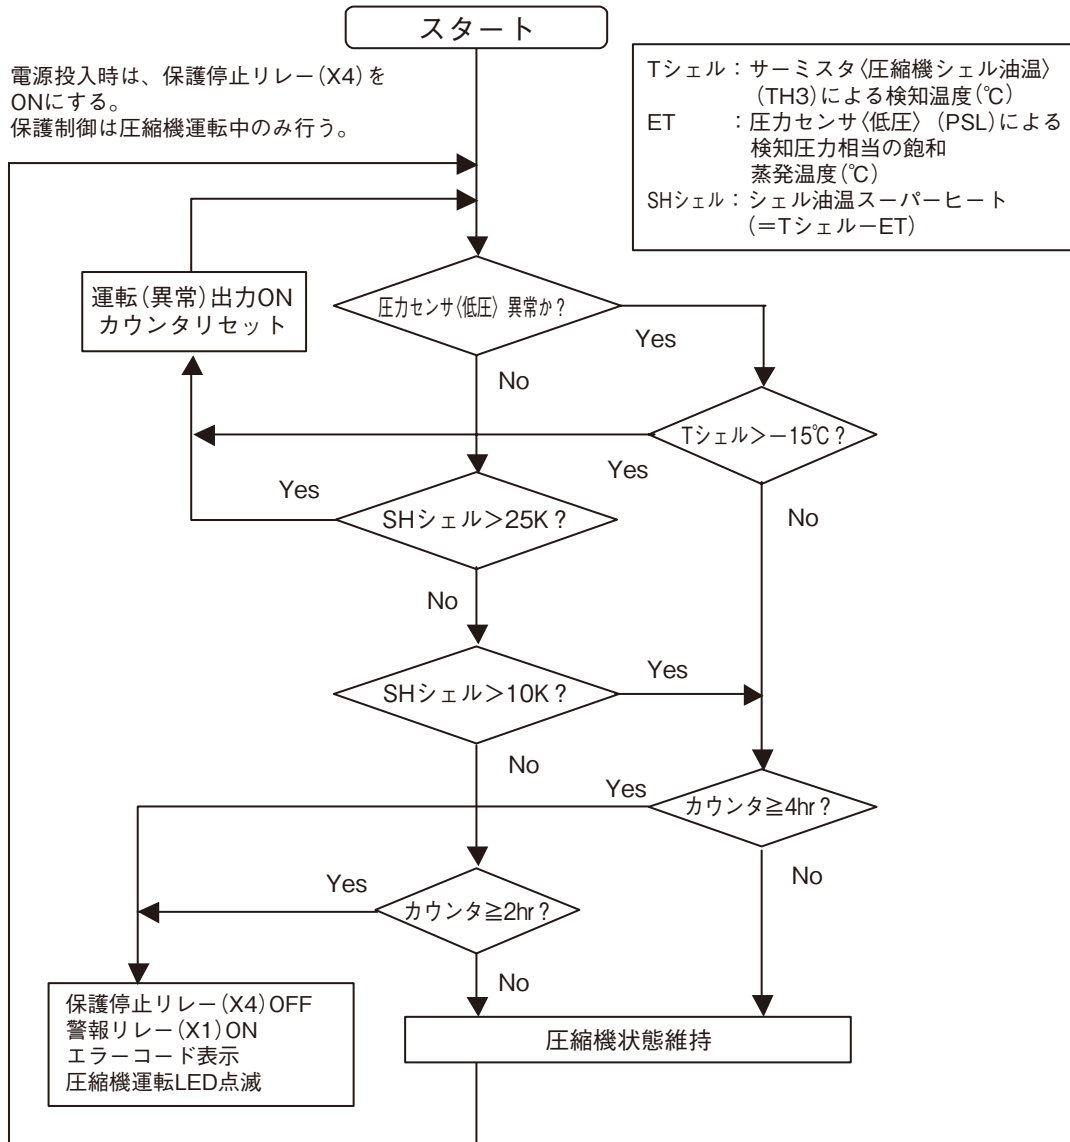 スタート
電源投入時は、保護停止リレー(X4)を
ONにする。
保護制御は圧縮機運転中のみ行う。
Tシェル：サーミスタ〈圧縮機シェル油温〉
(TH3)による検知温度(℃)
ET ：圧力センサ〈低圧〉(PSL)による
検知圧力相当の飽和
蒸発温度(℃)
SHシェル：シェル油温スーパーヒート
(＝Tシェル－ET)
運転(異常)出力ON
カウンタリセット
圧力センサ〈低圧〉異常か？
Yes
No
Tシェル＞－15℃？
Yes
Yes
SHシェル＞25K？
No
No
SHシェル＞10K？
Yes
No
Yes
カウンタ≧4hr？
No
Yes
カウンタ≧2hr？
No
保護停止リレー(X4)OFF
警報リレー(X1)ON
エラーコード表示
圧縮機運転LED点滅
圧縮機状態維持